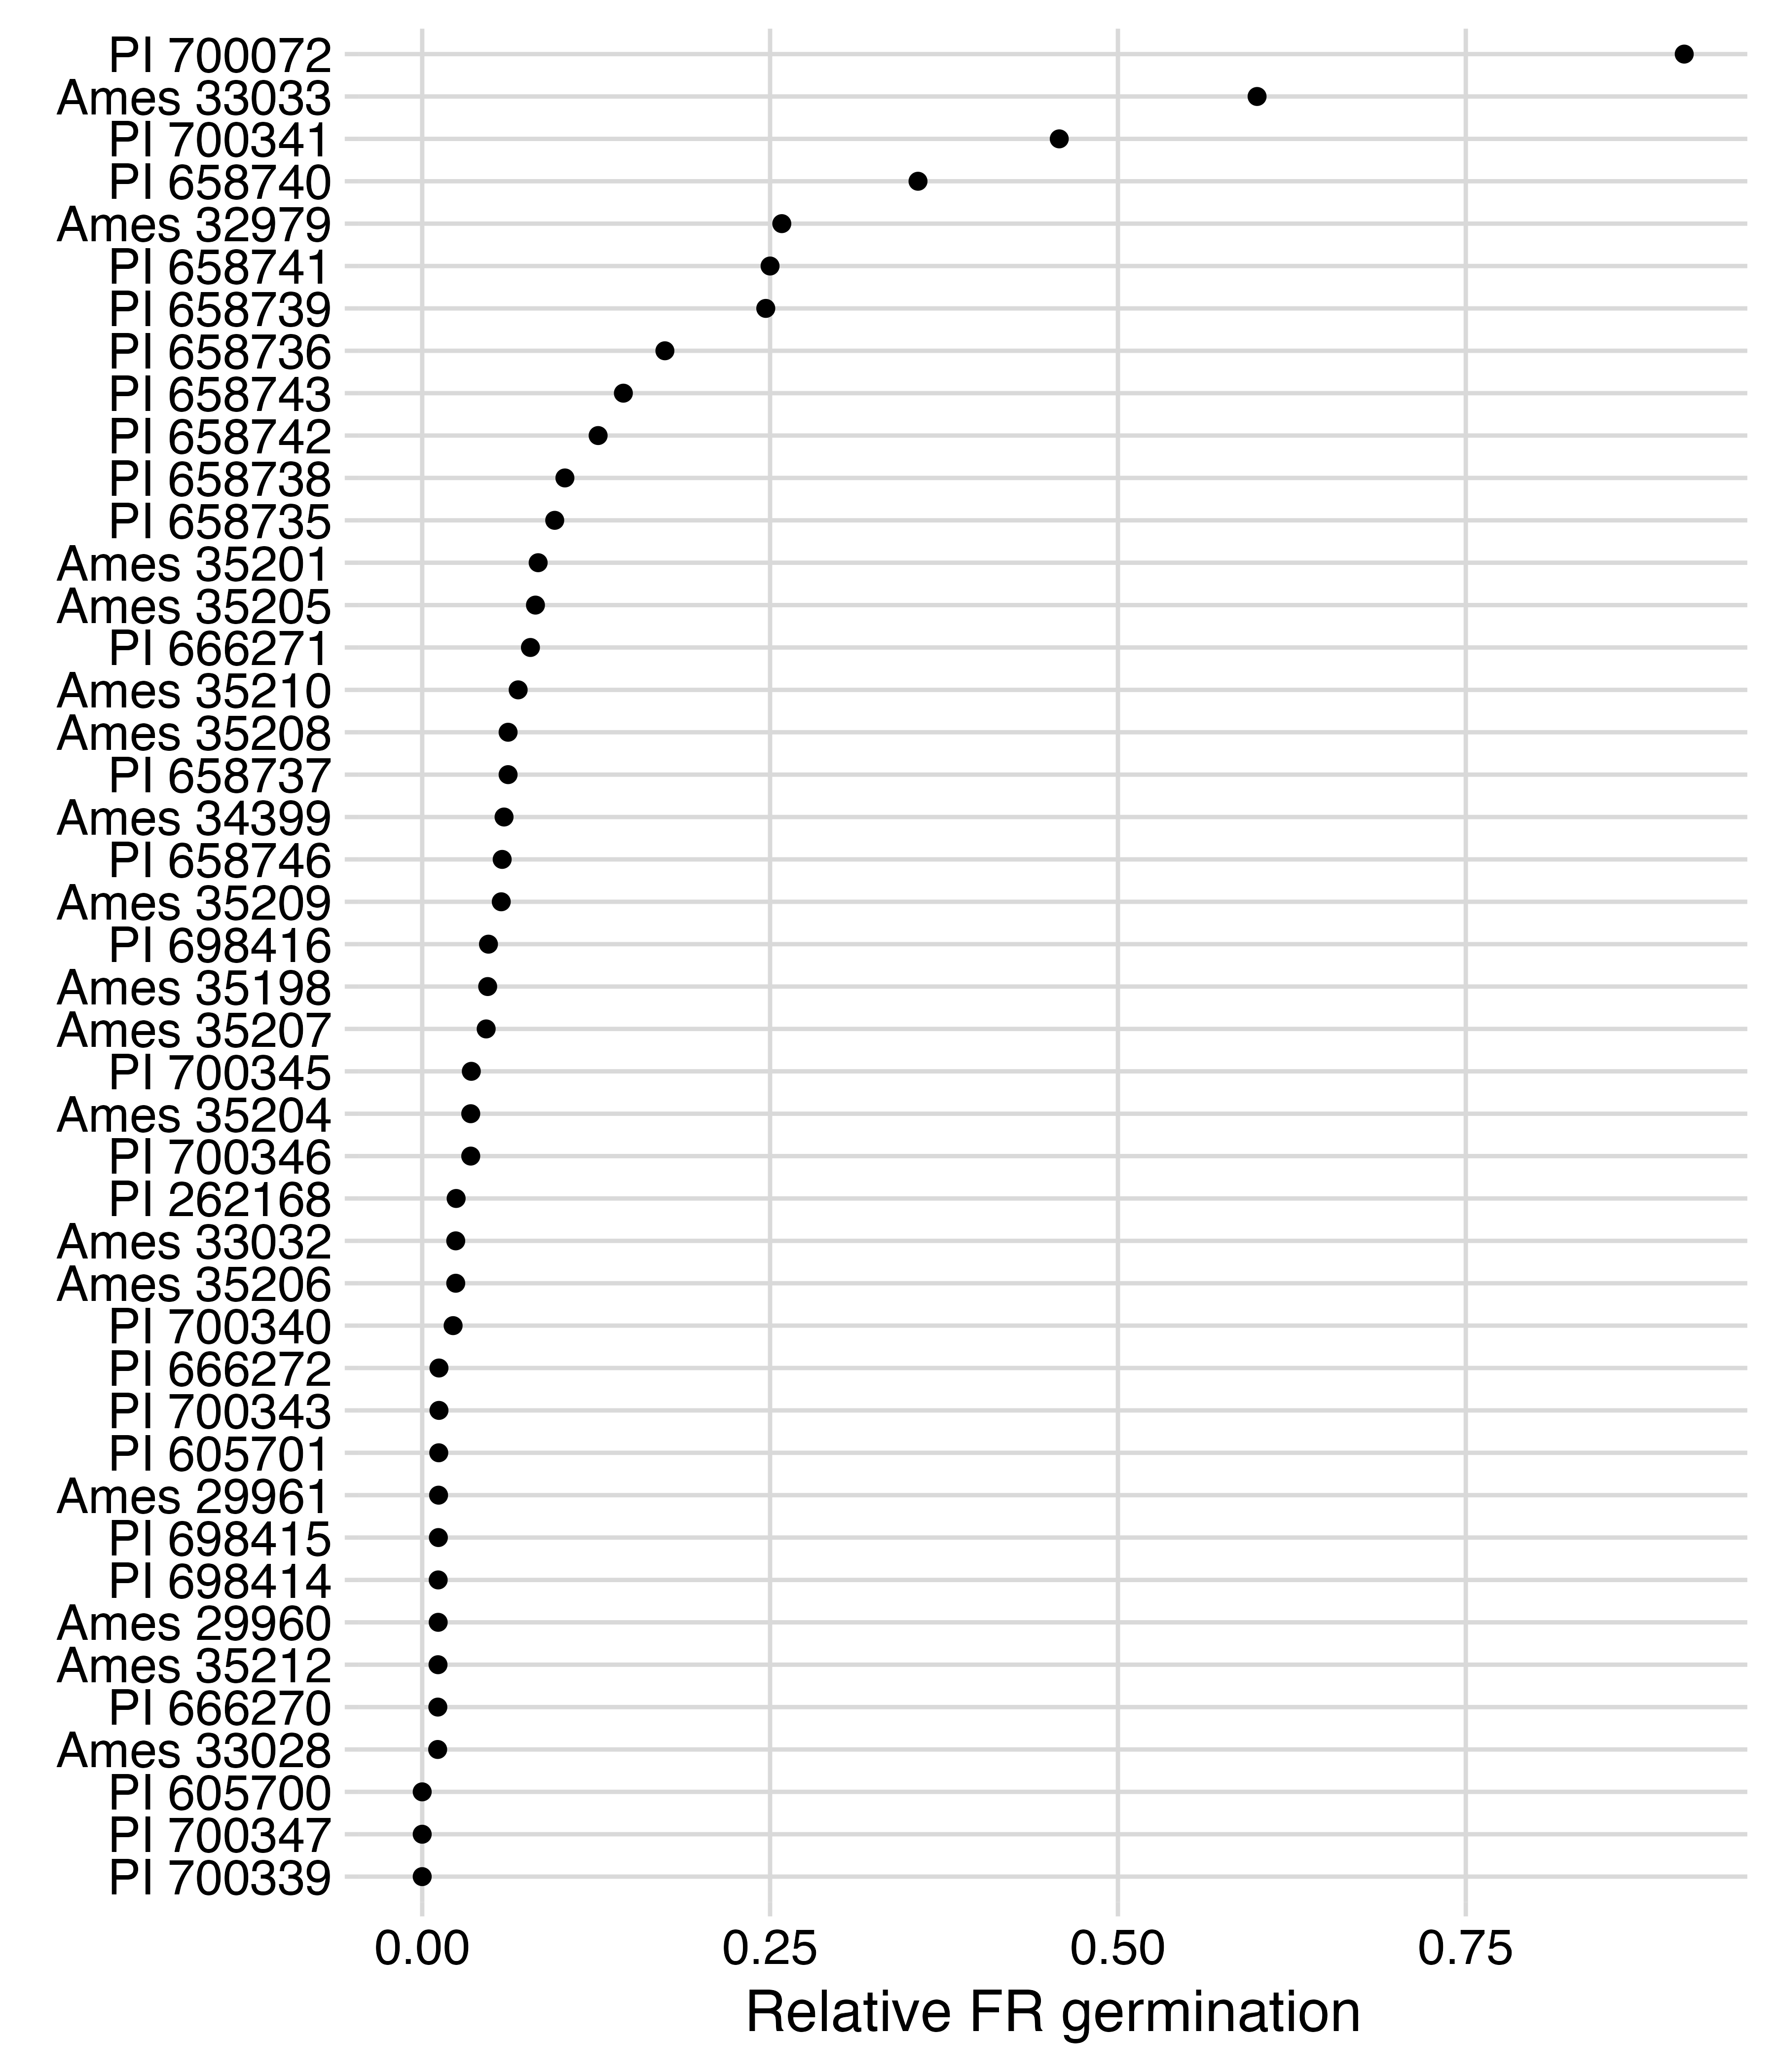 PI 700072
Ames 33033
PI 700341
PI 658740
Ames 32979
PI 658741
PI 658739
PI 658736
PI 658743
PI 658742
PI 658738
PI 658735
Ames 35201
Ames 35205
PI 666271
Ames 35210
Ames 35208
PI 658737
Ames 34399
PI 658746
Ames 35209
PI 698416
Ames 35198
Ames 35207
PI 700345
Ames 35204
PI 700346
PI 262168
Ames 33032
Ames 35206
PI 700340
PI 666272
PI 700343
PI 605701
Ames 29961
PI 698415
PI 698414
Ames 29960
Ames 35212
PI 666270
Ames 33028
PI 605700
PI 700347
PI 700339
0.00 0.25 0.50 0.75
Relative FR germination